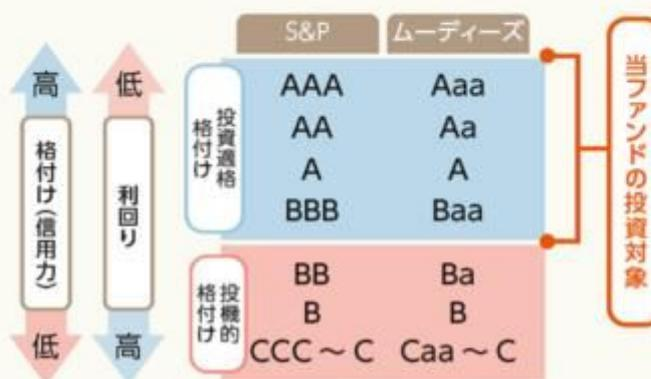 S&P ムーディーズ
高 低
格付け(信用力)
利回り
低 高
投資適格
格付け
AAA Aaa
AA Aa
A A
BBB Baa
投機的
格付け
BB Ba
B B
CCC ～ C Caa ～ C
当ファンドの投資対象